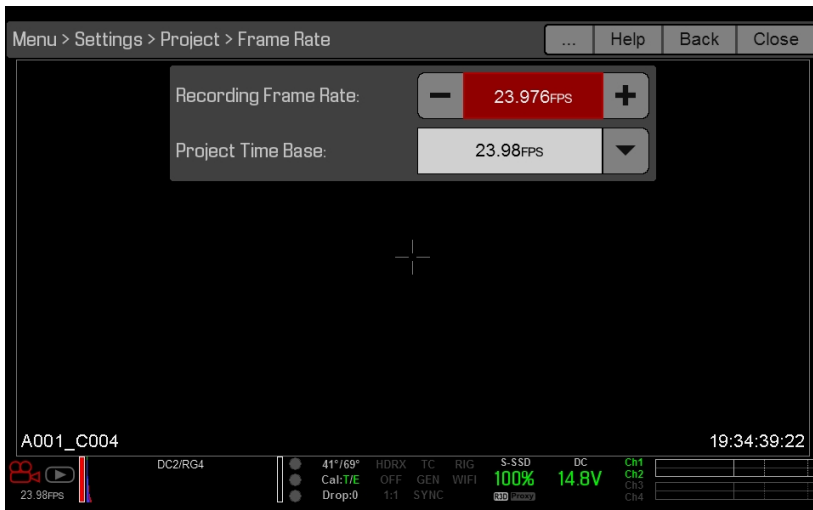 Menu > Settings > Project > Frame Rate ... Help Back Close
Recording Frame Rate: − 23.976FPS +
Project Time Base: 23.98FPS
A001_C004 19:34:39:22
DC2/RG4 41°/69° HDRX TC RIG S-SSD DC Ch1
Cal:T/E OFF GEN WIFI 100% 14.8V Ch2
23.98FPS Drop:0 1:1 SYNC R3D Proxy Ch3
Ch4